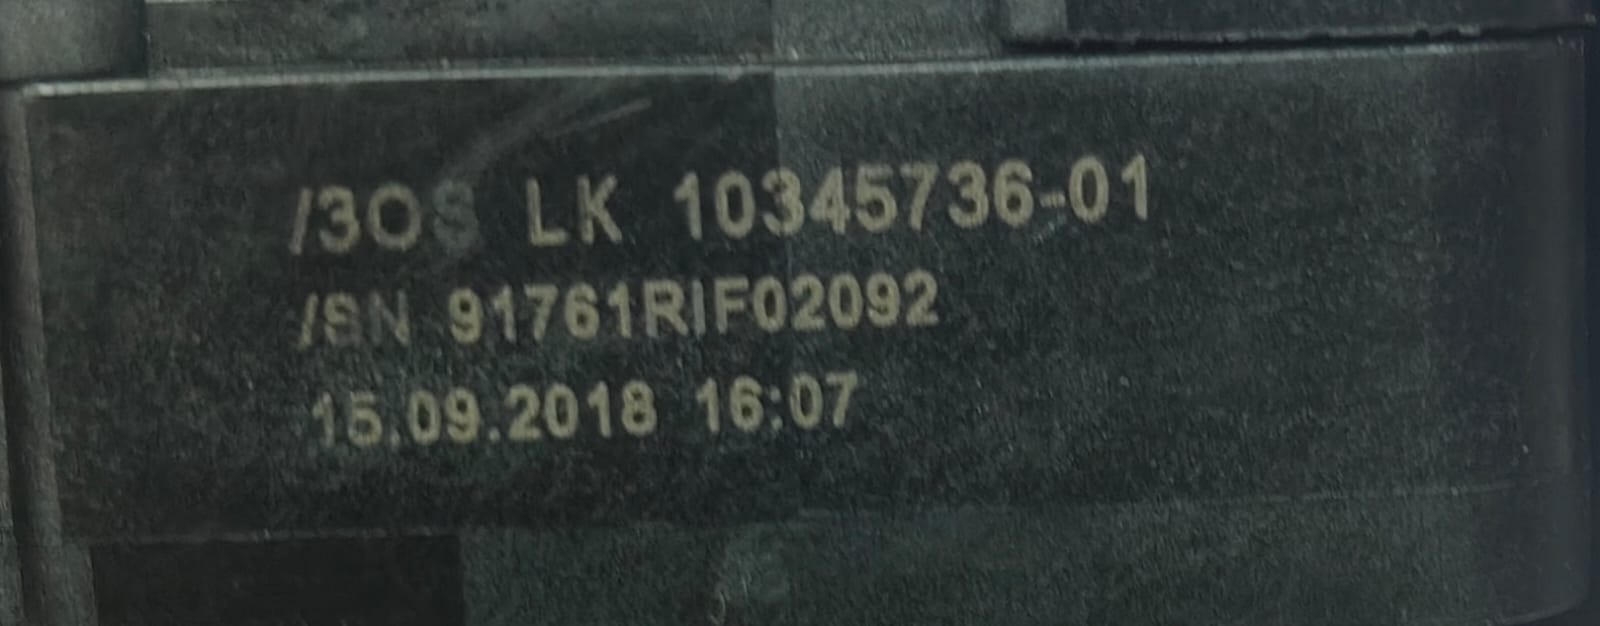 /3OS LK 10345736-01
/SN 91761RIF02092
15.09.2018 16:07